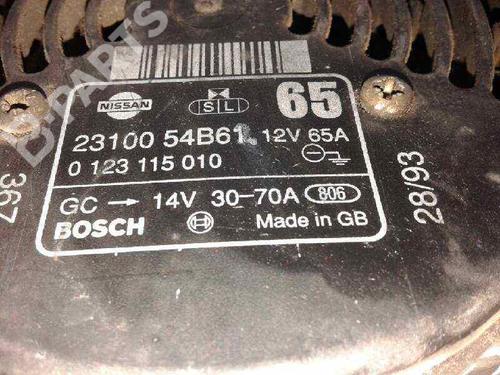 B-PARTS
NISSAN
S L
65
23100 54B61 12V 65A
0 123 115 010
GC → 14V 30-70A 806
BOSCH
Made in GB
367
28/93